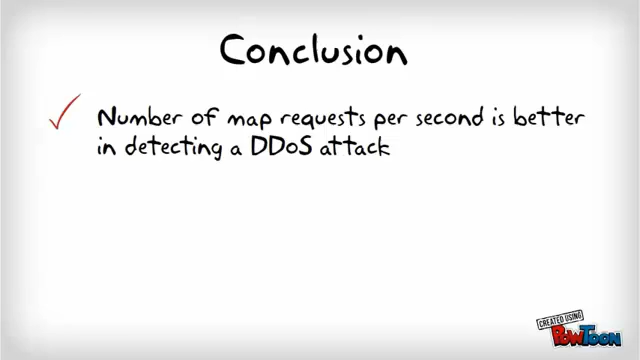 Conclusion
Number of map requests per second is better
in detecting a DDoS attack
CREATED USING
POWTOON